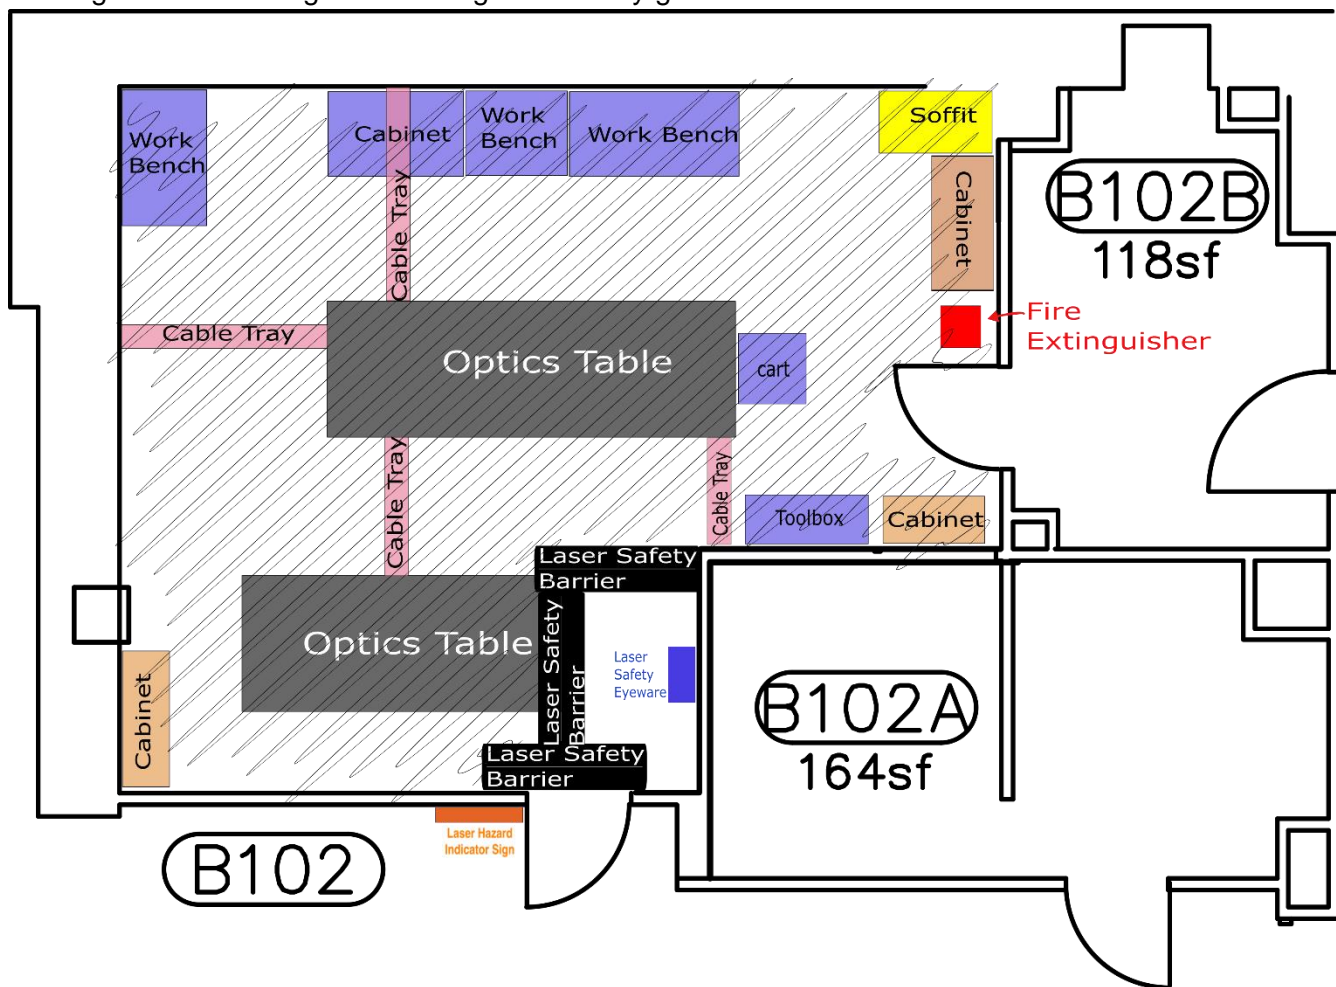 Work
Bench
Cabinet
Work
Bench
Work Bench
Soffit
Cable Tray
Cabinet
B102B
118sf
Fire
Extinguisher
Cable Tray
Optics Table
cart
Cable Tray
Cable Tray
Toolbox
Cabinet
Laser Safety
Barrier
Optics Table
Laser Safety
Barrier
Laser
Safety
Eyeware
Cabinet
B102A
164sf
Laser Safety
Barrier
Laser Hazard
Indicator Sign
B102